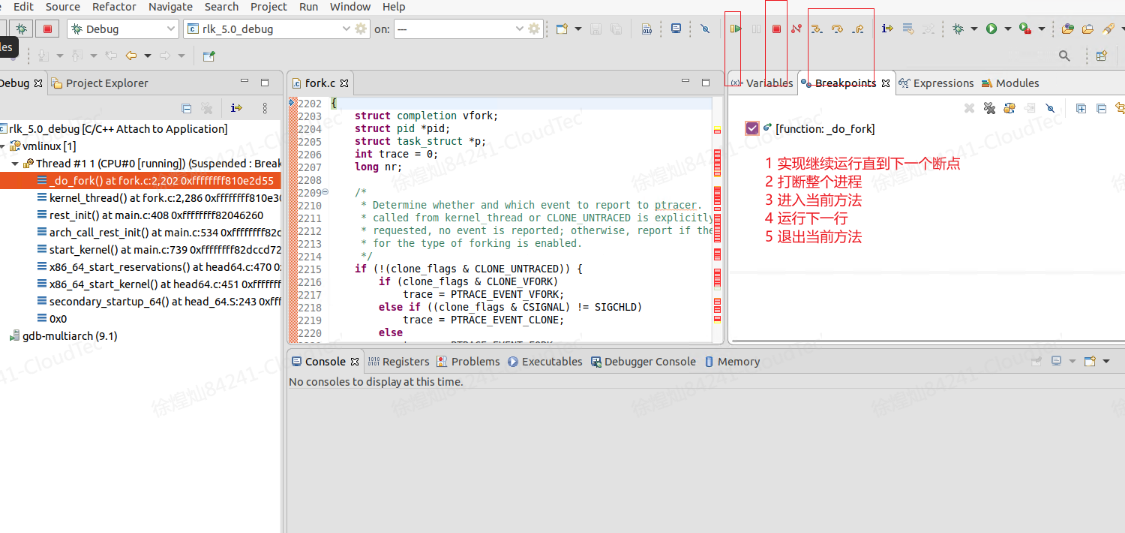 e Edit Source Refactor Navigate Search Project Run Window Help
Debug rlk_5.0_debug on: ---
les
Debug Project Explorer
rlk_5.0_debug [C/C++ Attach to Application]
vmlinux [1]
Thread #1 1 (CPU#0 [running]) (Suspended : Break
_do_fork() at fork.c:2,202 0xffffffff810e2d55
kernel_thread() at fork.c:2,286 0xffffffff810e30
rest_init() at main.c:408 0xffffffff82046260
arch_call_rest_init() at main.c:534 0xffffffff82dc
start_kernel() at main.c:739 0xffffffff82dccd72
x86_64_start_reservations() at head64.c:470 0x
x86_64_start_kernel() at head64.c:451 0xffffffff
secondary_startup_64() at head_64.S:243 0xfff
0x0
gdb-multiarch (9.1)
fork.c
2202 {
2203 struct completion vfork;
2204 struct pid *pid;
2205 struct task_struct *p;
2206 int trace = 0;
2207 long nr;
2208
2209 /*
2210 * Determine whether and which event to report to ptracer.
2211 * called from kernel_thread or CLONE_UNTRACED is explicitly
2212 * requested, no event is reported; otherwise, report if the
2213 * for the type of forking is enabled.
2214 */
2215 if (!(clone_flags & CLONE_UNTRACED)) {
2216 if (clone_flags & CLONE_VFORK)
2217 trace = PTRACE_EVENT_VFORK;
2218 else if ((clone_flags & CSIGNAL) != SIGCHLD)
2219 trace = PTRACE_EVENT_CLONE;
2220 else
Variables Breakpoints Expressions Modules
[function: _do_fork]
1 实现继续运行直到下一个断点
2 打断整个进程
3 进入当前方法
4 运行下一行
5 退出当前方法
Console Registers Problems Executables Debugger Console Memory
No consoles to display at this time.
徐煌灿84241-CloudTec